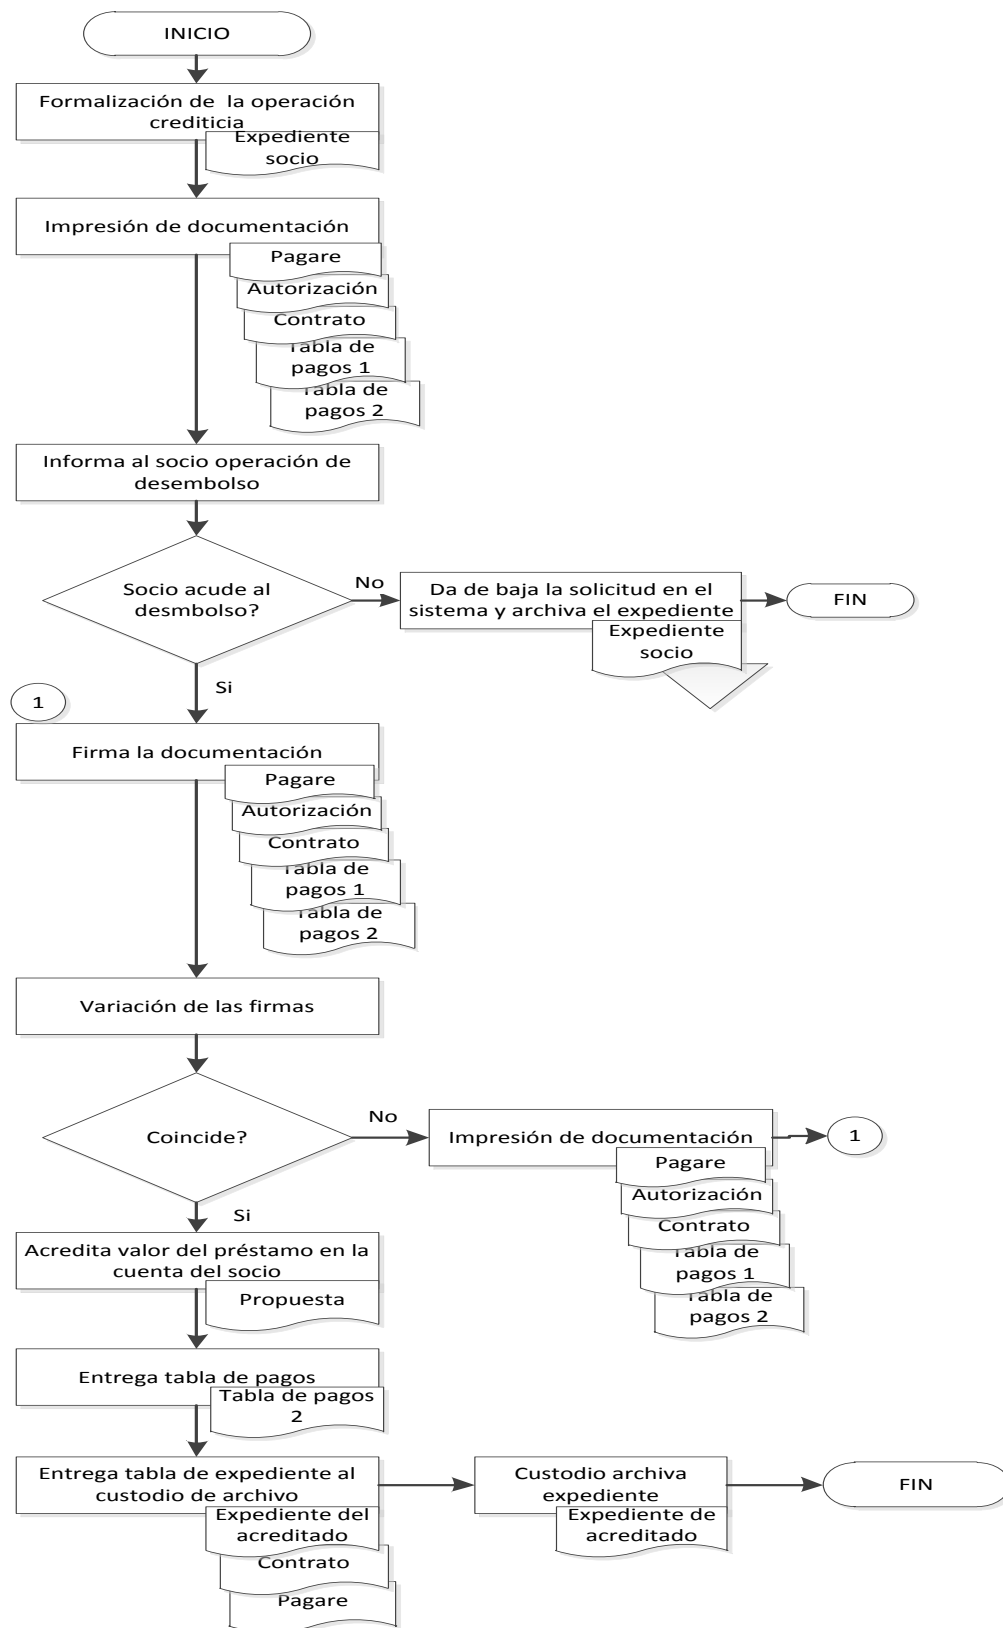 INICIO
Formalización de la operación
crediticia
Expediente
socio
Impresión de documentación
Pagare
Autorización
Contrato
Tabla de
pagos 1
Tabla de
pagos 2
Informa al socio operación de
desembolso
Socio acude al
desmbolso?
No
Da de baja la solicitud en el
sistema y archiva el expediente
Expediente
socio
FIN
Si
1
Firma la documentación
Pagare
Autorización
Contrato
Tabla de
pagos 1
Tabla de
pagos 2
Variación de las firmas
Coincide?
No
Impresión de documentación
1
Pagare
Autorización
Contrato
Tabla de
pagos 1
Tabla de
pagos 2
Si
Acredita valor del préstamo en la
cuenta del socio
Propuesta
Entrega tabla de pagos
Tabla de pagos
2
Entrega tabla de expediente al
custodio de archivo
Expediente del
acreditado
Contrato
Pagare
Custodio archiva
expediente
Expediente de
acreditado
FIN